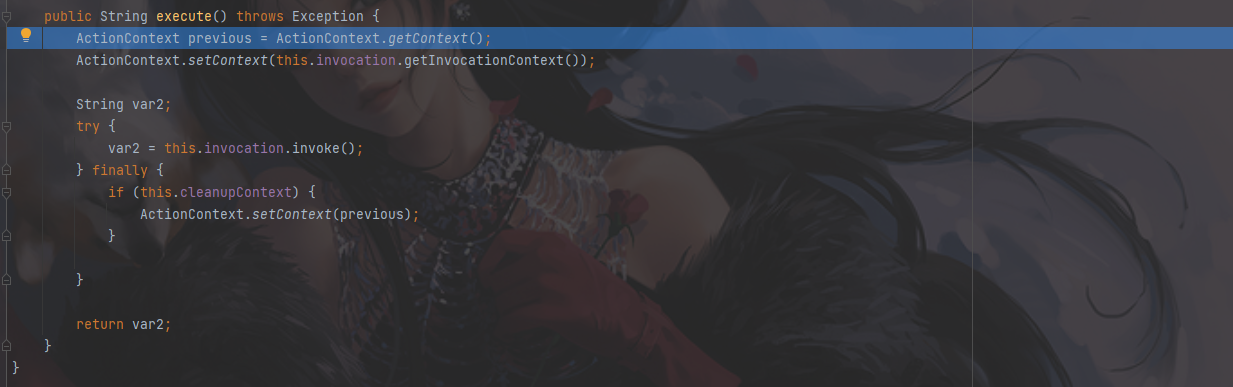 public String execute() throws Exception {
ActionContext previous = ActionContext.getContext();
ActionContext.setContext(this.invocation.getInvocationContext());
String var2;
try {
var2 = this.invocation.invoke();
} finally {
if (this.cleanupContext) {
ActionContext.setContext(previous);
}
}
return var2;
}
}